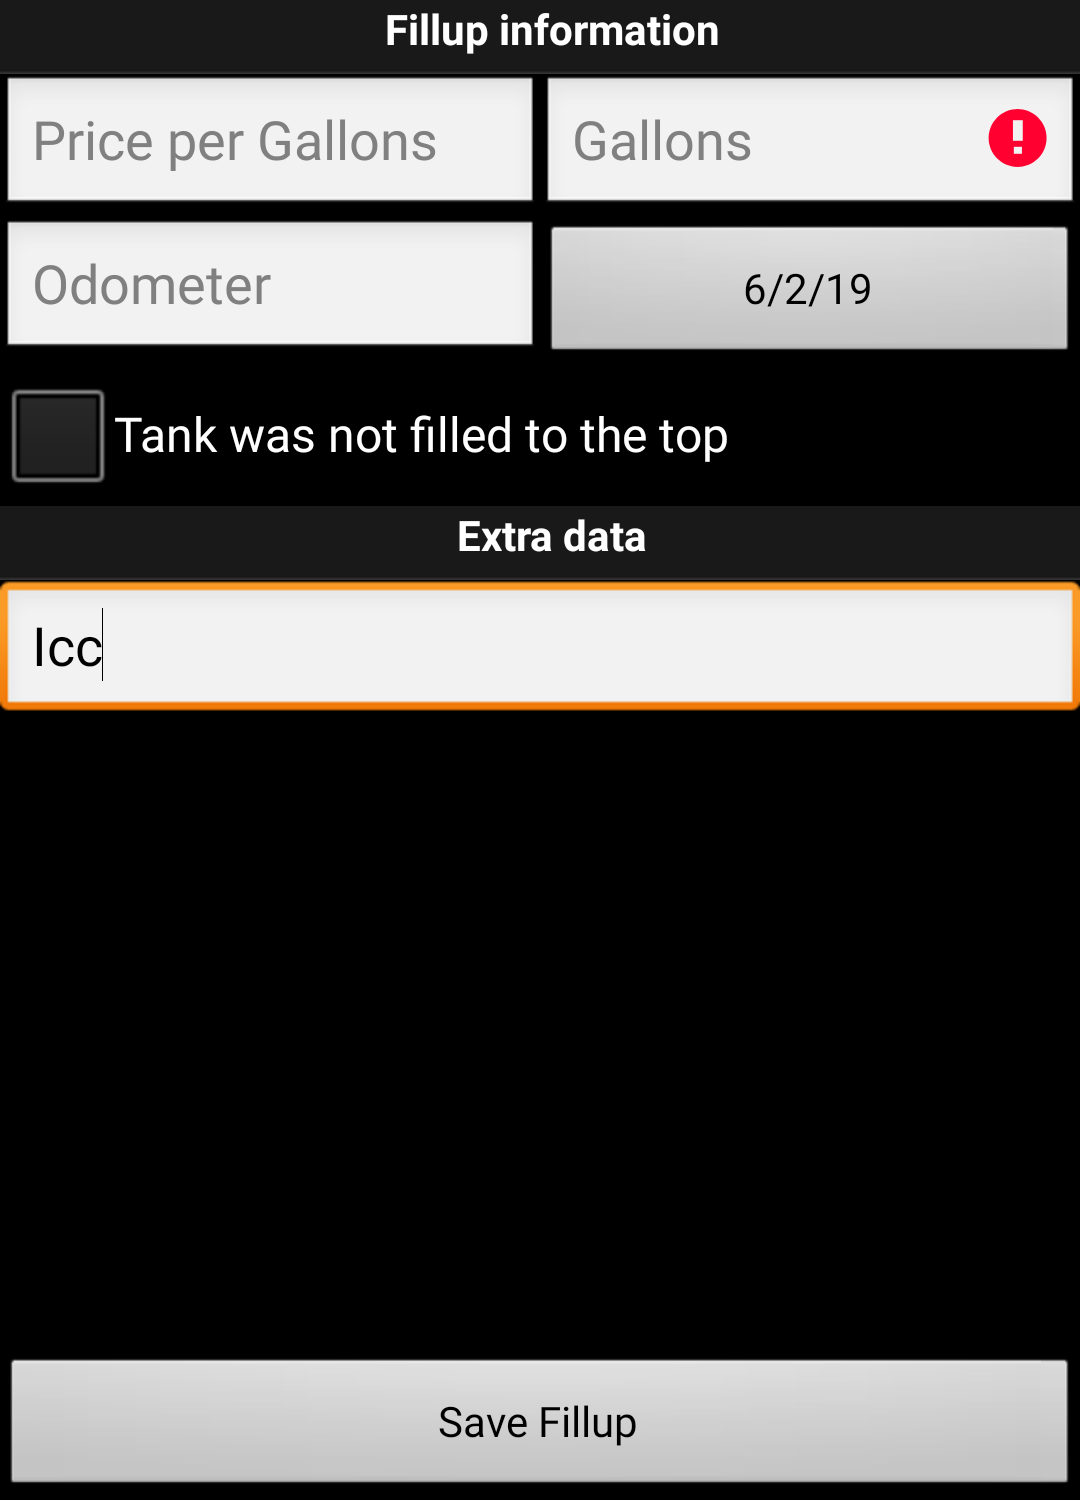 Fillup information
Price per Gallons
Gallons
Odometer
6/2/19
Tank was not filled to the top
Extra data
Icc
Save Fillup